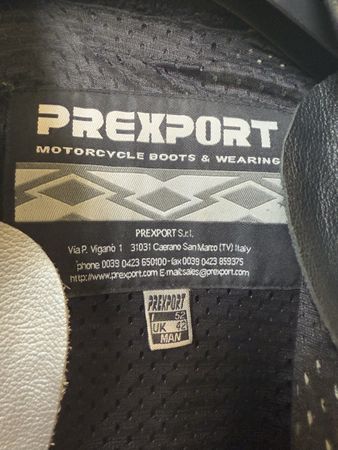 PREXPORT
MOTORCYCLE BOOTS & WEARING
PREXPORT S.r.l.
Via P. Viganò 1 31031 Caerano San Marco (TV) Italy
phone 0039 0423 650100 - fax 0039 0423 859375
http://www.prexport.com E-mail:sales@prexport.com
PREXPORT
I 52
UK 42
MAN